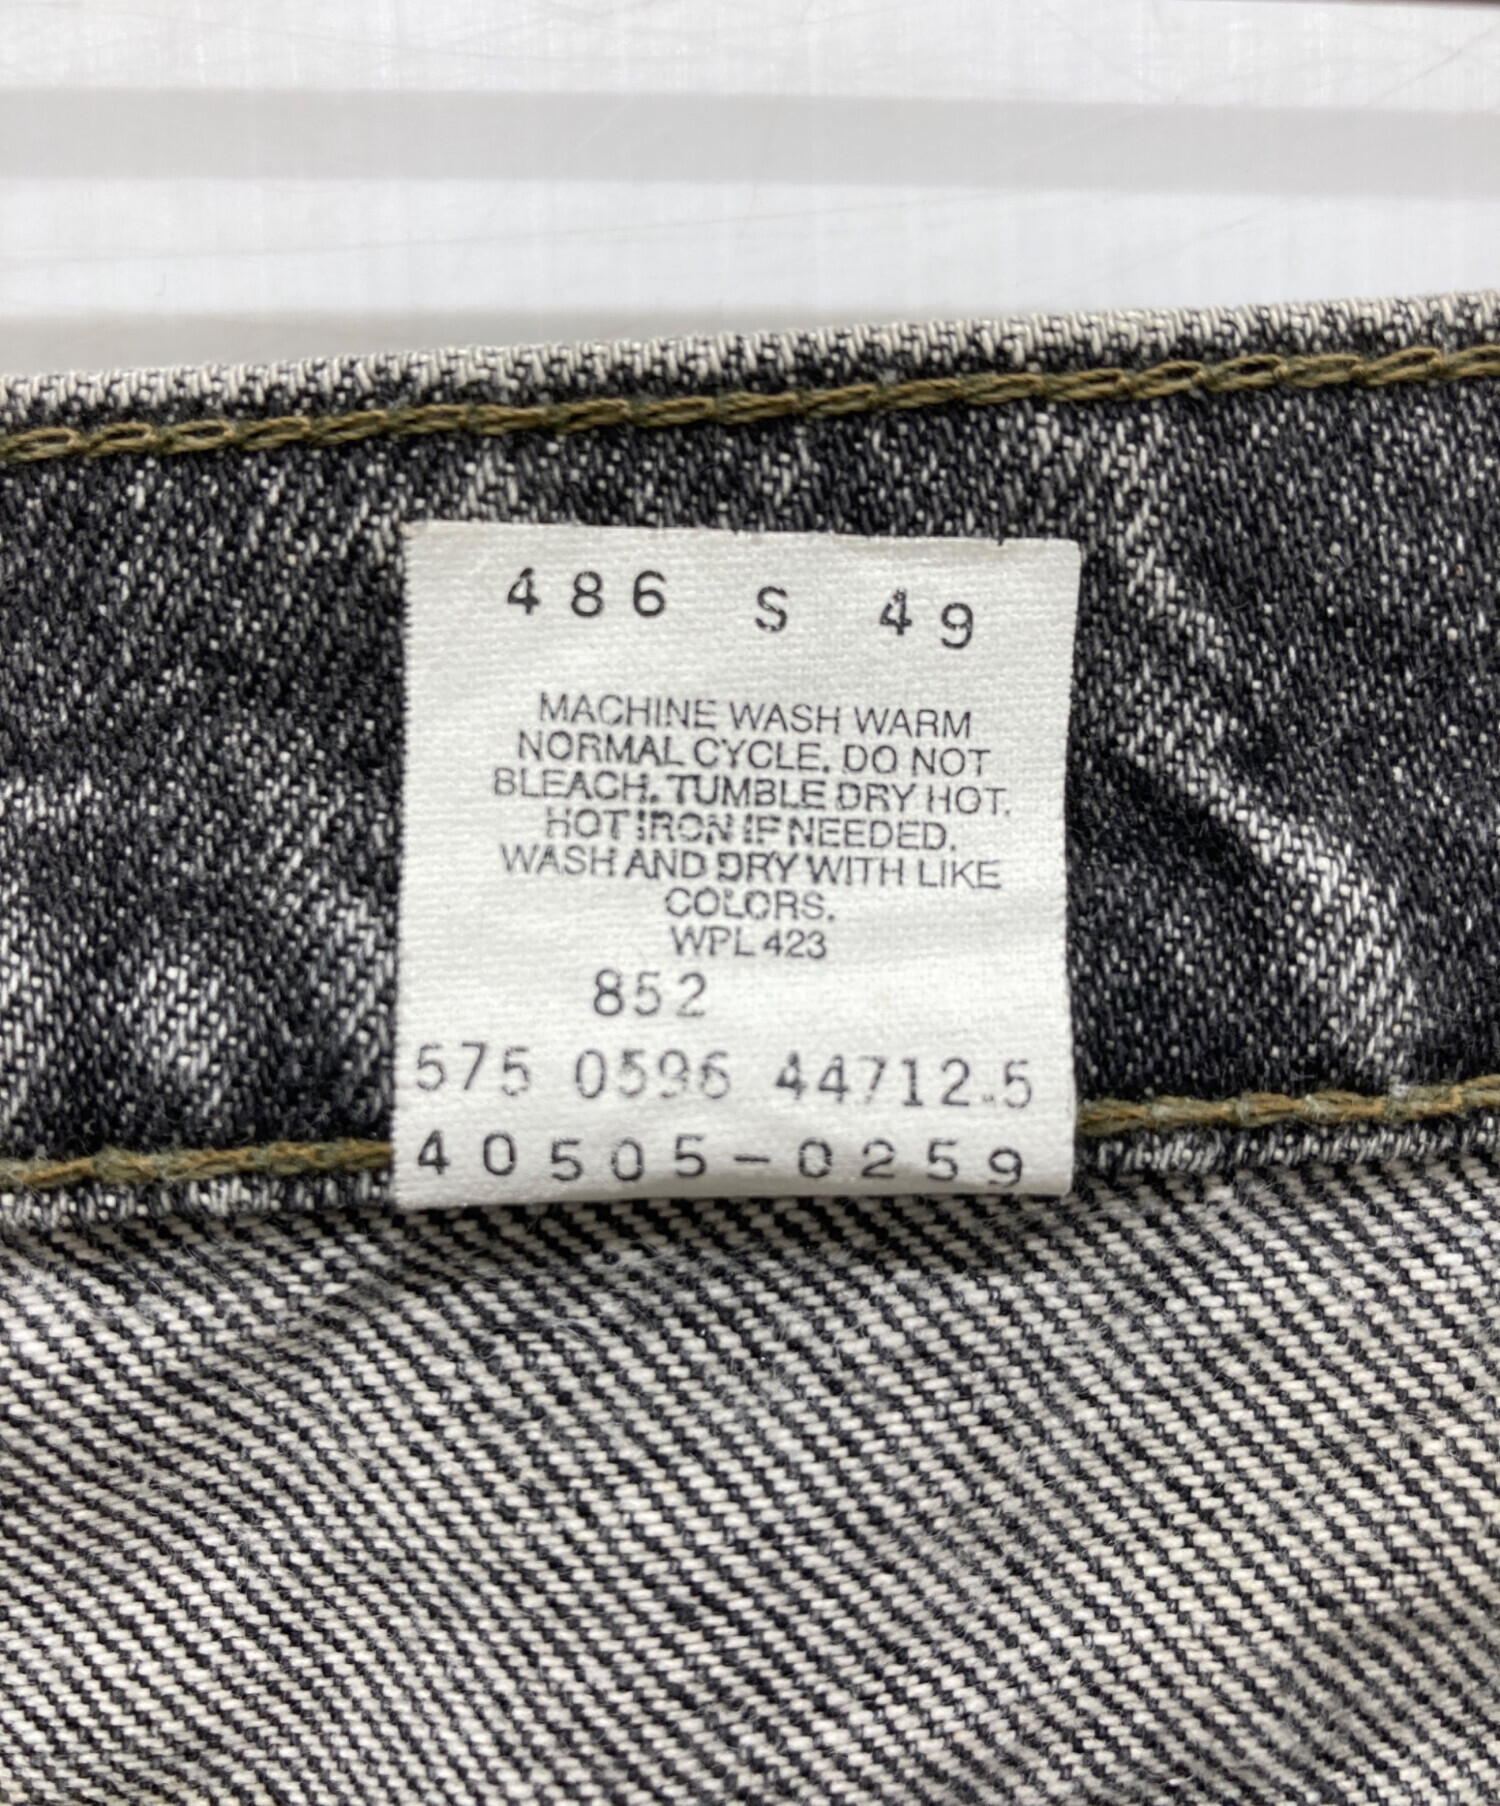 486 S 49
MACHINE WASH WARM
NORMAL CYCLE. DO NOT
BLEACH. TUMBLE DRY HOT.
HOT IRON IF NEEDED.
WASH AND DRY WITH LIKE
COLORS.
WPL 423
852
575 0596 44712.5
40505-0259